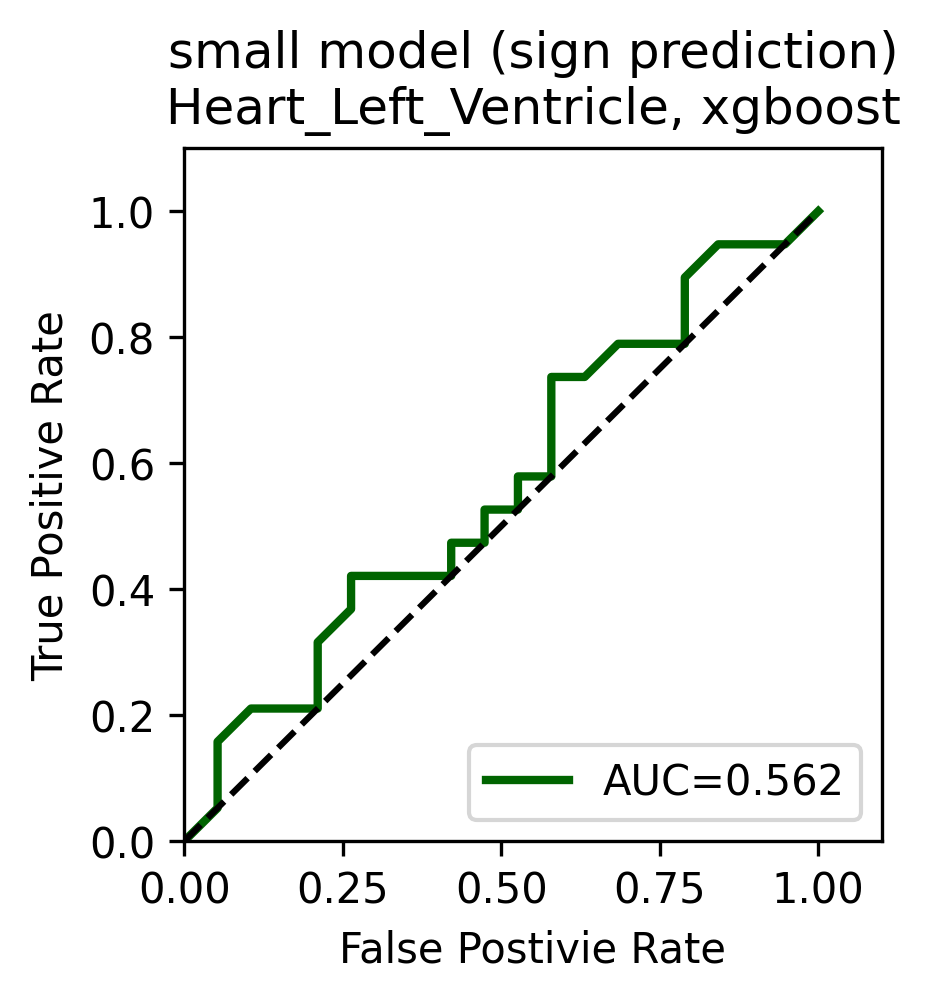 small model (sign prediction)
Heart_Left_Ventricle, xgboost
True Positive Rate
1.0
0.8
0.6
0.4
0.2
0.0
AUC=0.562
0.00 0.25 0.50 0.75 1.00
False Postivie Rate